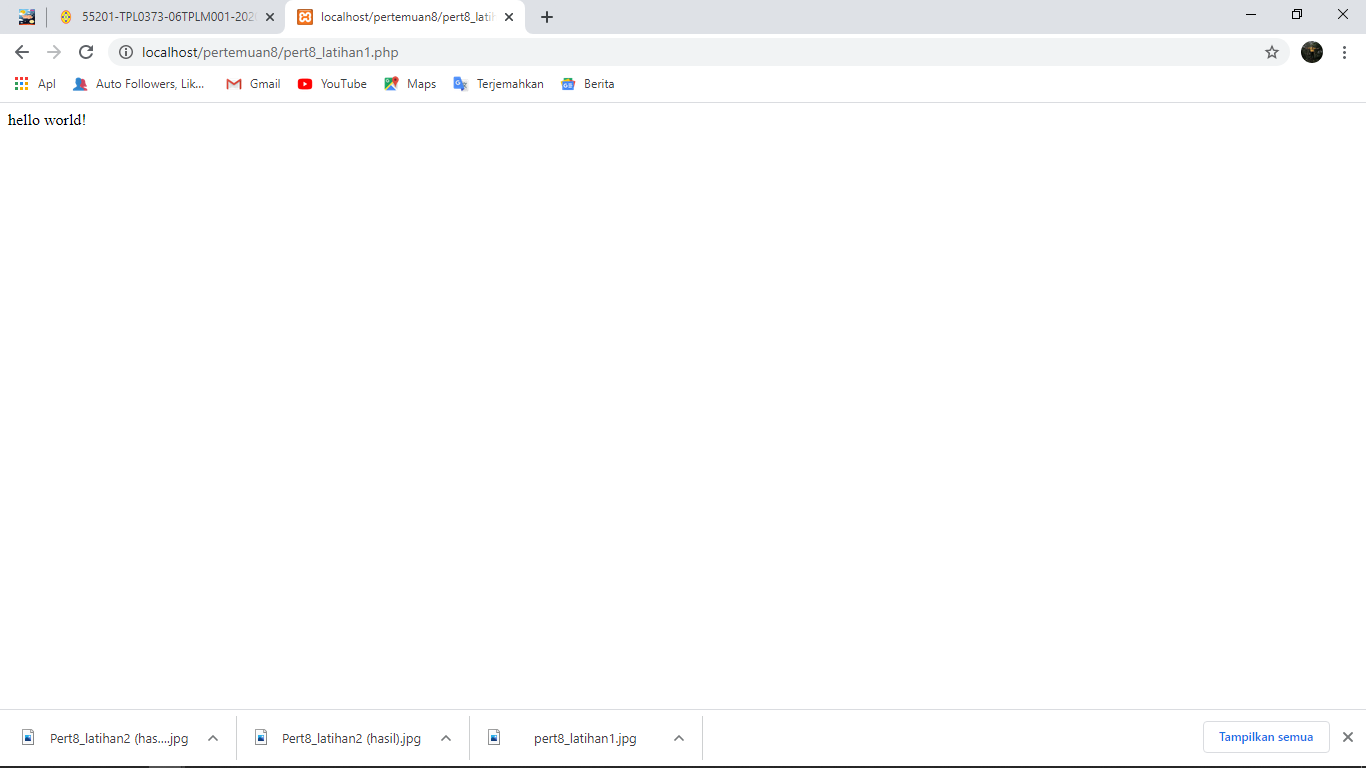 55201-TPL0373-06TPLM001-202
localhost/pertemuan8/pert8_lati
localhost/pertemuan8/pert8_latihan1.php
Apl
Auto Followers, Lik...
Gmail
YouTube
Maps
Terjemahkan
Berita
hello world!
Pert8_latihan2 (has....jpg
Pert8_latihan2 (hasil).jpg
pert8_latihan1.jpg
Tampilkan semua